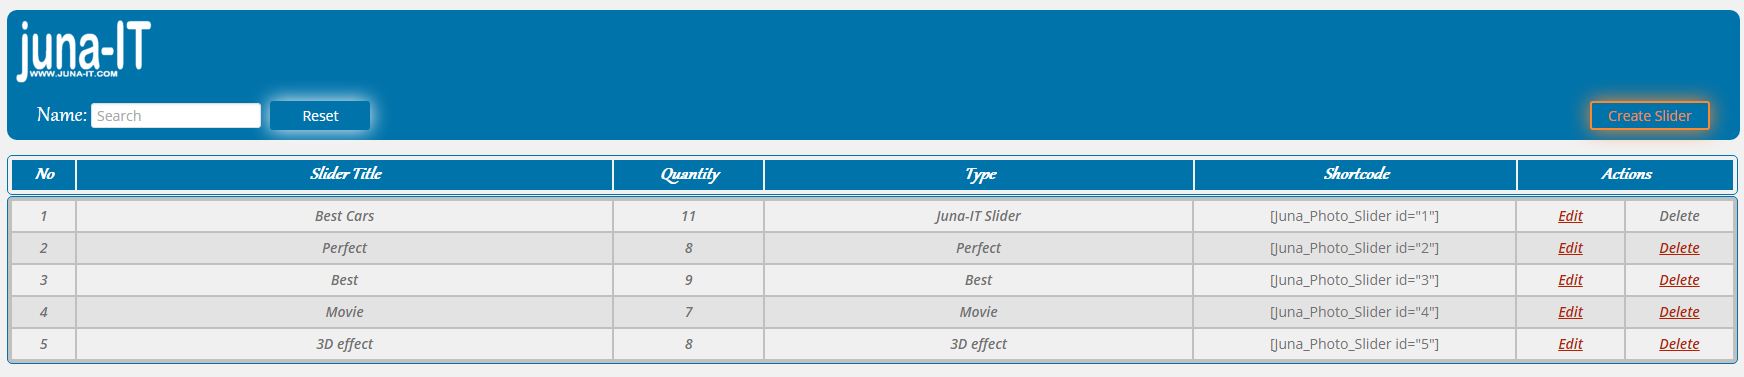 juna-IT
WWW.JUNA-IT.COM
Name: Search Reset Create Slider
No Slider Title Quantity Type Shortcode Actions
1 Best Cars 11 Juna-IT Slider [Juna_Photo_Slider id="1"] Edit Delete
2 Perfect 8 Perfect [Juna_Photo_Slider id="2"] Edit Delete
3 Best 9 Best [Juna_Photo_Slider id="3"] Edit Delete
4 Movie 7 Movie [Juna_Photo_Slider id="4"] Edit Delete
5 3D effect 8 3D effect [Juna_Photo_Slider id="5"] Edit Delete